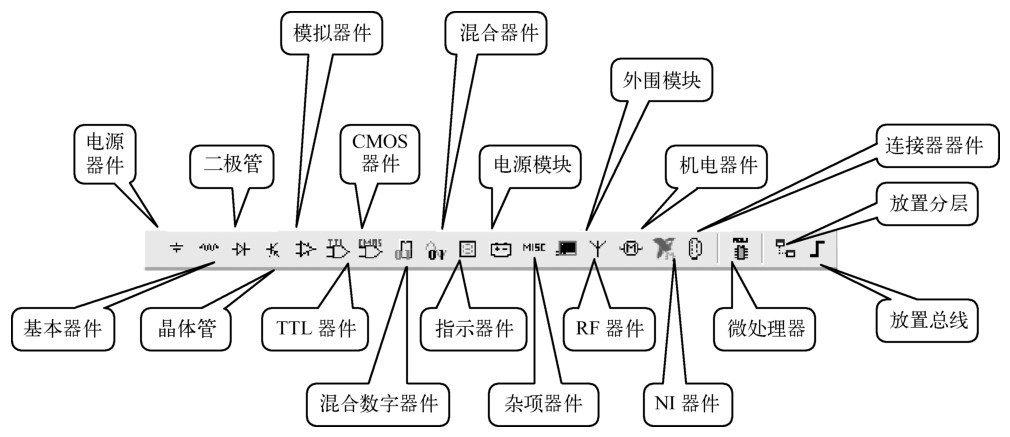 模拟器件
混合器件
外围模块
电源
器件
二极管
CMOS
器件
电源模块
机电器件
连接器器件
放置分层
TTL
CMOS
MISC
基本器件
晶体管
TTL 器件
指示器件
RF 器件
微处理器
放置总线
混合数字器件
杂项器件
NI 器件